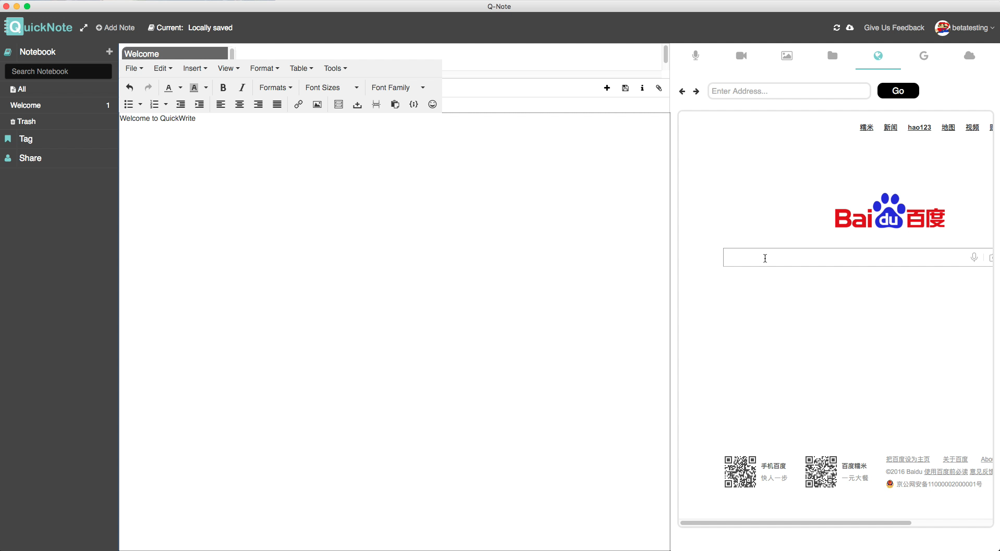 Q-Note
QuickNote
Add Note
Current: Locally saved
Give Us Feedback
betatesting
Notebook
Search Notebook
All
Welcome 1
Trash
Tag
Share
Welcome
File Edit Insert View Format Table Tools
A A B I Formats Font Sizes Font Family
Welcome to QuickWrite
Enter Address...
Go
糯米 新闻 hao123 地图 视频
Bai du 百度
手机百度
快人一步
百度糯米
一元大餐
把百度设为主页 关于百度 Abou
©2016 Baidu 使用百度前必读 意见反馈
京公网安备11000002000001号